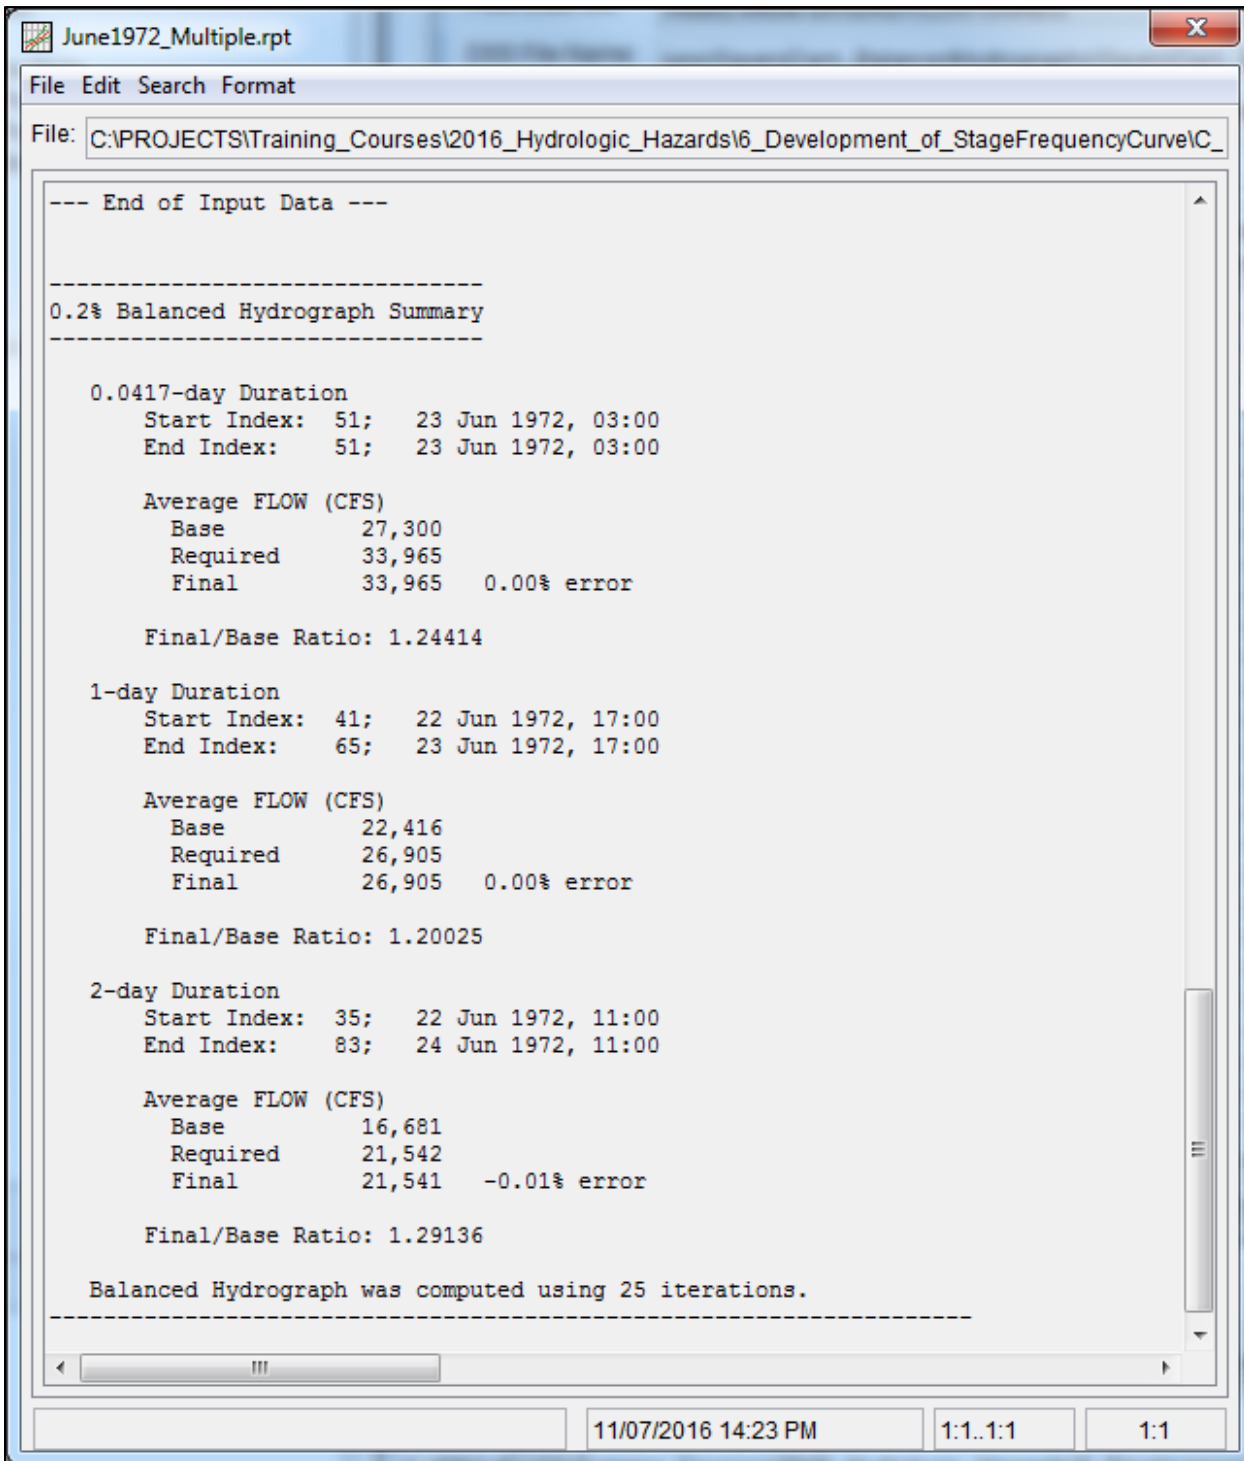 June1972_Multiple.rpt
File Edit Search Format
File: C:\PROJECTS\Training_Courses\2016_Hydrologic_Hazards\6_Development_of_StageFrequencyCurve\C_
--- End of Input Data ---
--------------------------------
0.2% Balanced Hydrograph Summary
--------------------------------
0.0417-day Duration
Start Index: 51; 23 Jun 1972, 03:00
End Index: 51; 23 Jun 1972, 03:00
Average FLOW (CFS)
Base 27,300
Required 33,965
Final 33,965 0.00% error
Final/Base Ratio: 1.24414
1-day Duration
Start Index: 41; 22 Jun 1972, 17:00
End Index: 65; 23 Jun 1972, 17:00
Average FLOW (CFS)
Base 22,416
Required 26,905
Final 26,905 0.00% error
Final/Base Ratio: 1.20025
2-day Duration
Start Index: 35; 22 Jun 1972, 11:00
End Index: 83; 24 Jun 1972, 11:00
Average FLOW (CFS)
Base 16,681
Required 21,542
Final 21,541 -0.01% error
Final/Base Ratio: 1.29136
Balanced Hydrograph was computed using 25 iterations.
--------------------------------------------------------------------
11/07/2016 14:23 PM 1:1..1:1 1:1